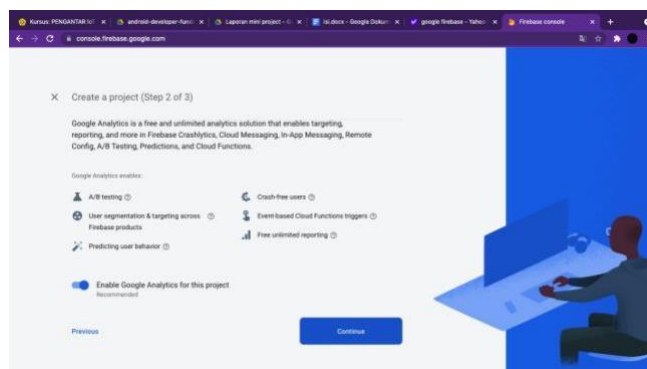 Kursus: PENGANTAR IoT
android-developer-fund
Laporan mini project - G
isi.docx - Google Dokum
google firebase - Yahoo
Firebase console
console.firebase.google.com
Create a project (Step 2 of 3)
Google Analytics is a free and unlimited analytics solution that enables targeting,
reporting, and more in Firebase Crashlytics, Cloud Messaging, In-App Messaging, Remote
Config, A/B Testing, Predictions, and Cloud Functions.
Google Analytics enables:
A/B testing
Crash-free users
User segmentation & targeting across
Firebase products
Event-based Cloud Functions triggers
Predicting user behavior
Free unlimited reporting
Enable Google Analytics for this project
Recommended
Previous
Continue